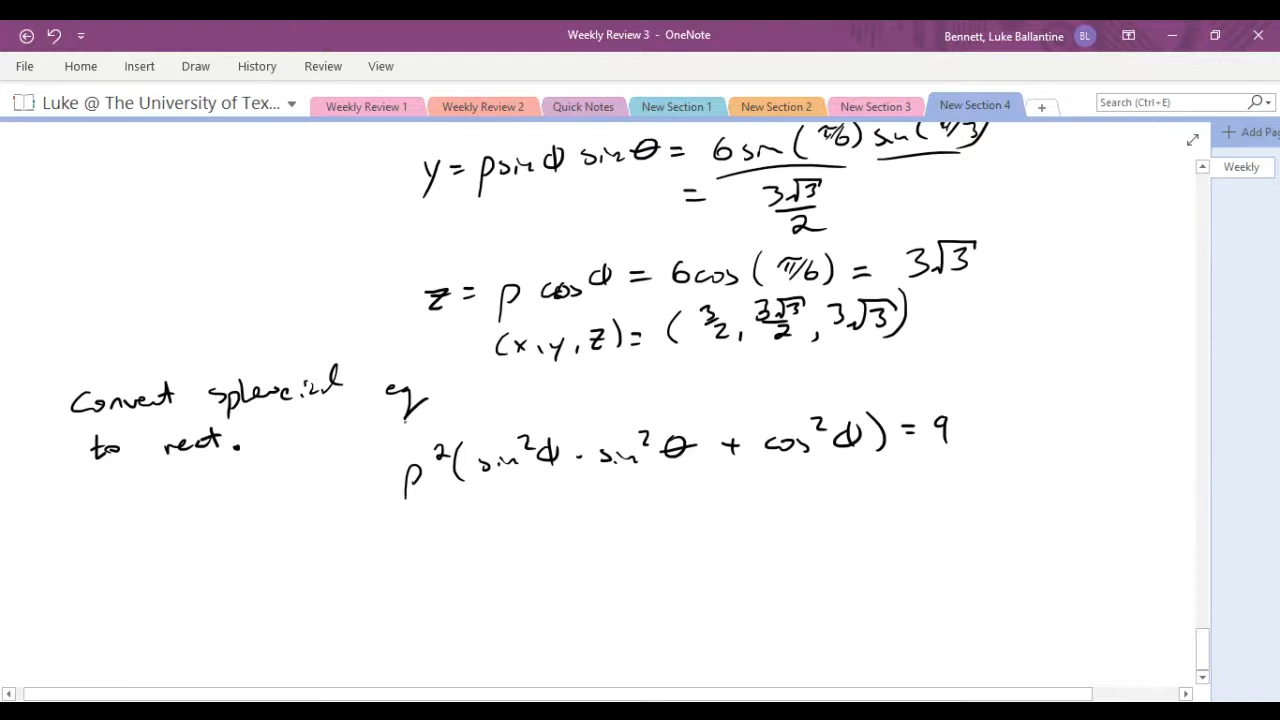 Weekly Review 3 - OneNote
Bennett, Luke Ballantine BL
File Home Insert Draw History Review View
Luke @ The University of Tex...
Weekly Review 1 Weekly Review 2 Quick Notes New Section 1 New Section 2 New Section 3 New Section 4 +
Search (Ctrl+E)
+ Add Pag
Weekly
y = ρ sin ϕ sin θ = 6 sin (π/6) sin (π/3)
= 3√3/2
z = ρ cos ϕ = 6 cos (π/6) = 3√3
(x, y, z) = (3/2, 3√3/2, 3√3)
Convert spherical eq
to rect.
ρ²(sin²ϕ · sin²θ + cos²ϕ) = 9